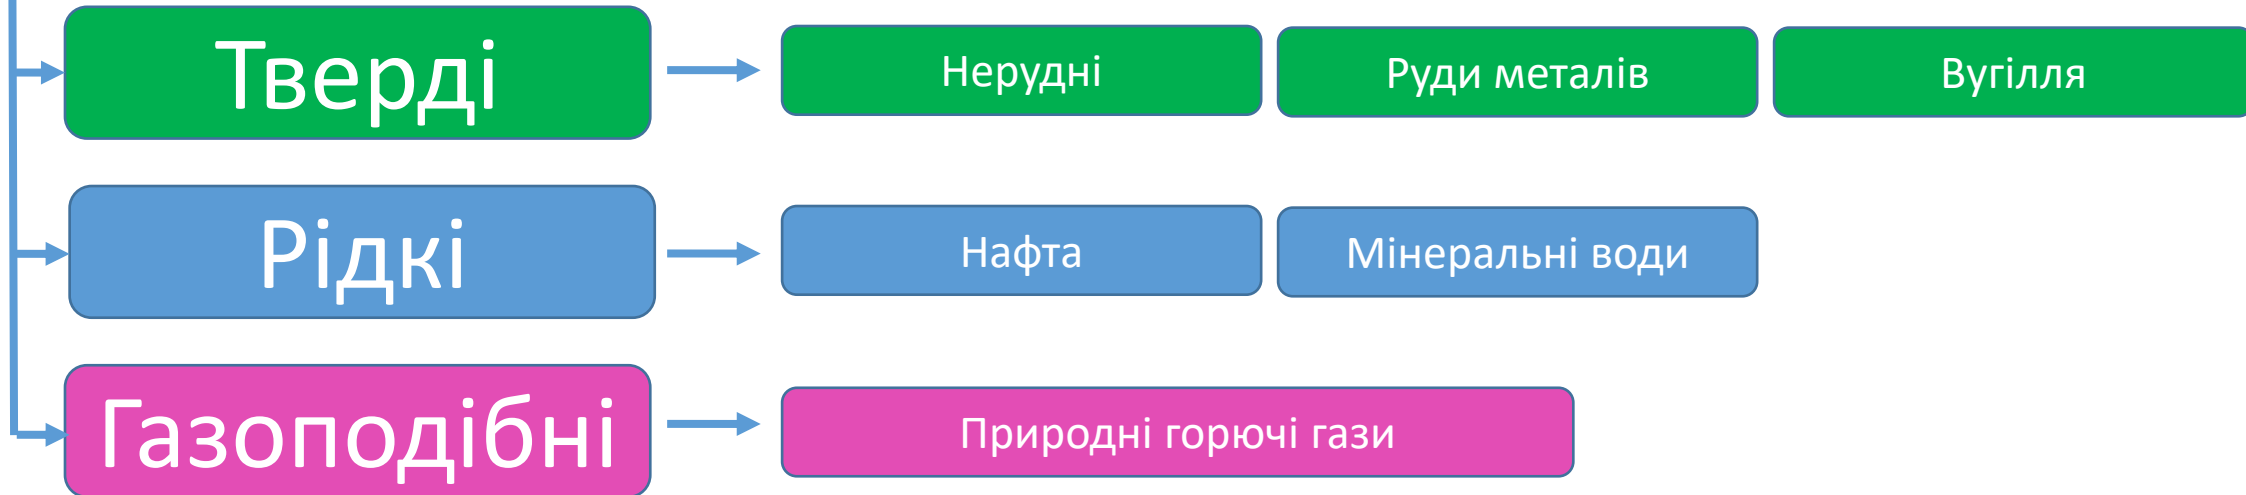 Тверді
Нерудні
Руди металів
Вугілля
Рідкі
Нафта
Мінеральні води
Газоподібні
Природні горючі гази